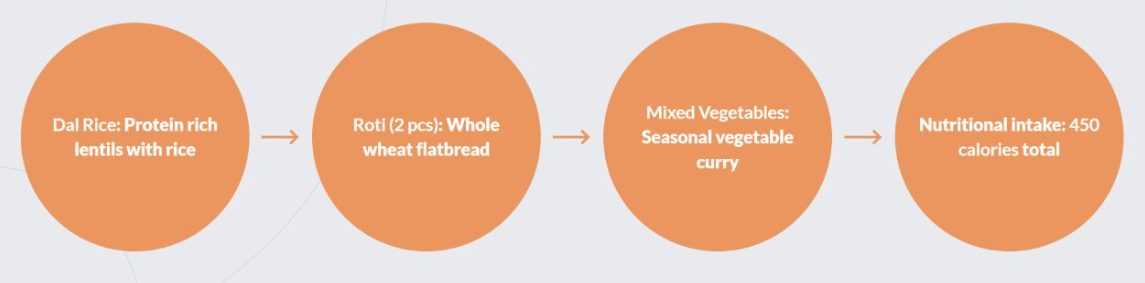 Dal Rice: Protein rich
lentils with rice
Roti (2 pcs): Whole
wheat flatbread
Mixed Vegetables:
Seasonal vegetable
curry
Nutritional intake: 450
calories total